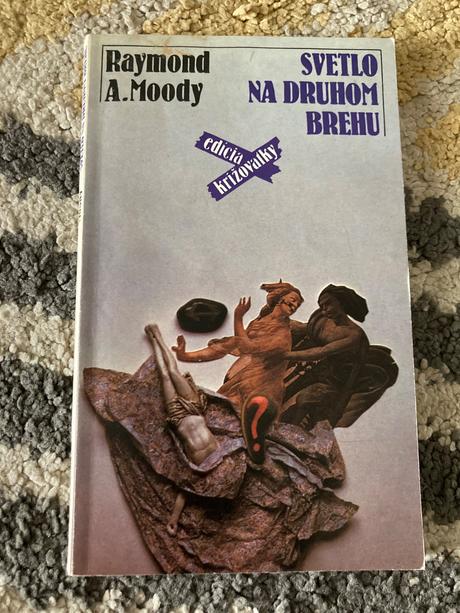 Raymond
A. Moody
SVETLO
NA DRUHOM
BREHU
edícia
križovatky
?